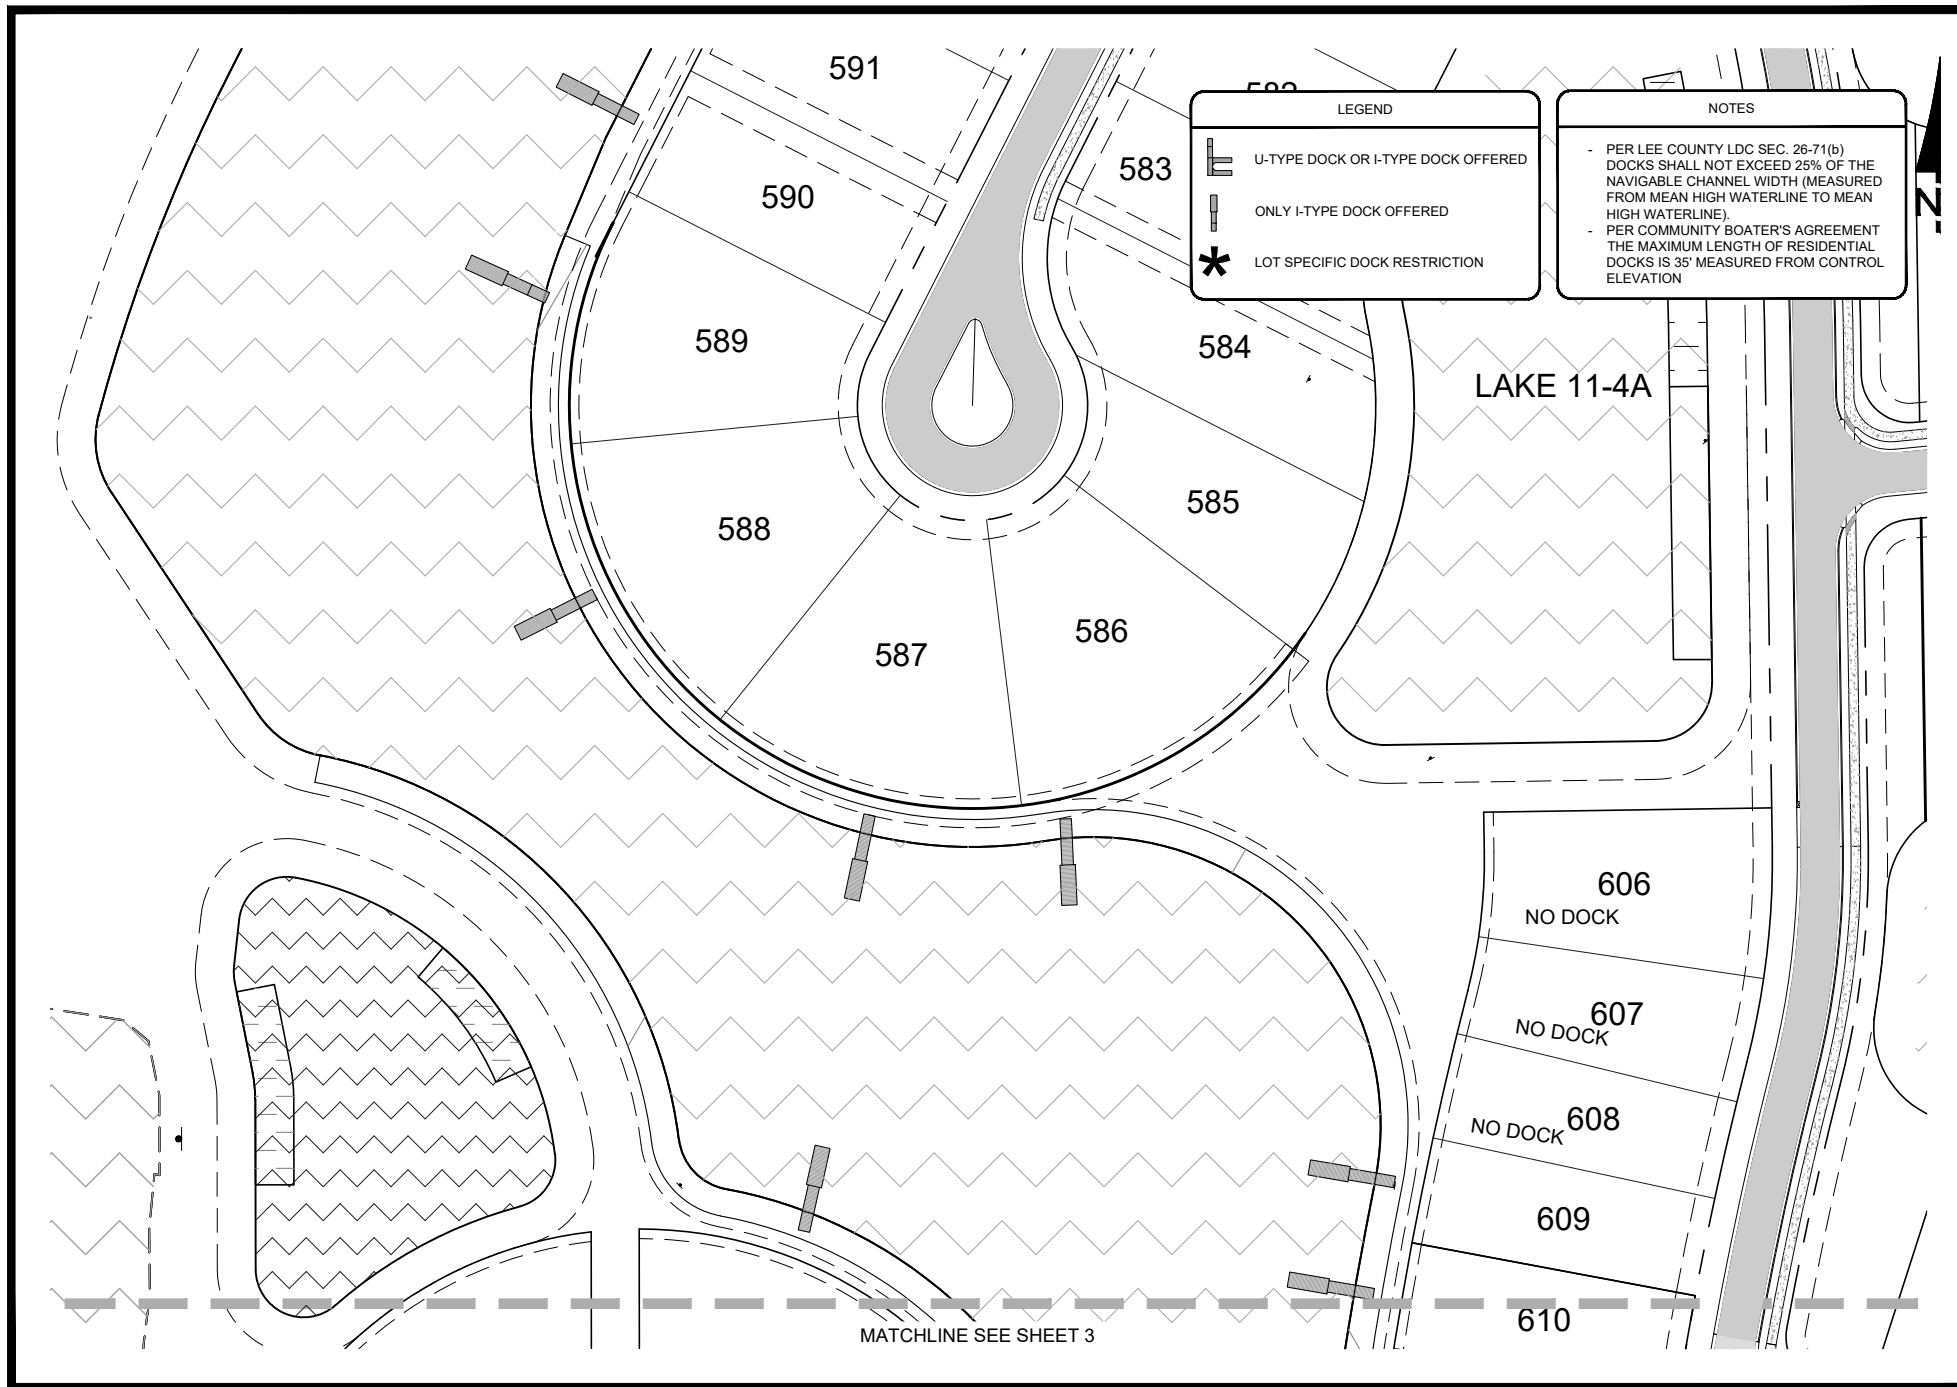 591
582
590
583
589
584
588
585
587
586
LEGEND
U-TYPE DOCK OR I-TYPE DOCK OFFERED
ONLY I-TYPE DOCK OFFERED
* LOT SPECIFIC DOCK RESTRICTION
NOTES
- PER LEE COUNTY LDC SEC. 26-71(b)
DOCKS SHALL NOT EXCEED 25% OF THE
NAVIGABLE CHANNEL WIDTH (MEASURED
FROM MEAN HIGH WATERLINE TO MEAN
HIGH WATERLINE).
- PER COMMUNITY BOATER'S AGREEMENT
THE MAXIMUM LENGTH OF RESIDENTIAL
DOCKS IS 35' MEASURED FROM CONTROL
ELEVATION
N
LAKE 11-4A
606
NO DOCK
607
NO DOCK
608
NO DOCK
609
610
MATCHLINE SEE SHEET 3